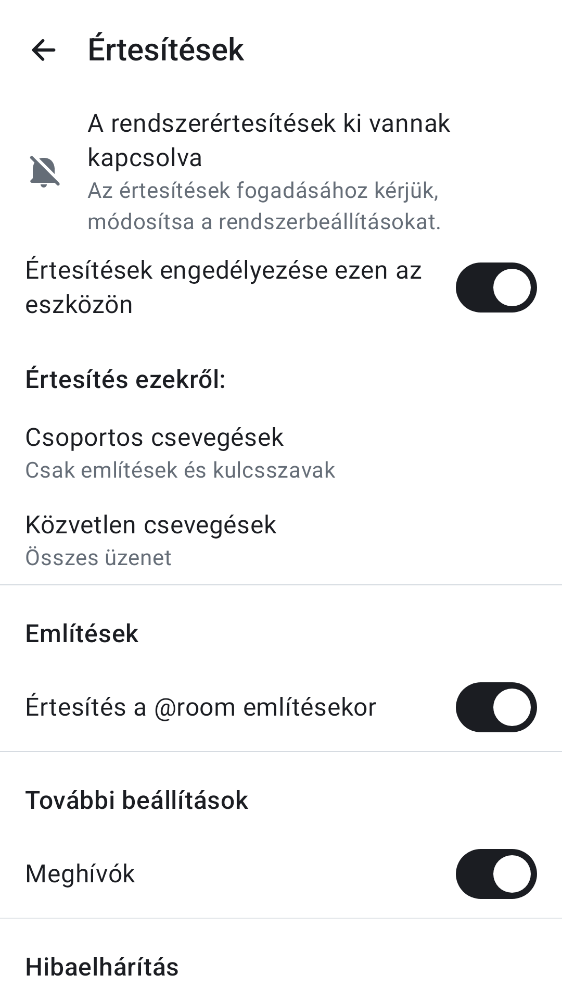 Értesítések
A rendszerértesítések ki vannak
kapcsolva
Az értesítések fogadásához kérjük,
módosítsa a rendszerbeállításokat.
Értesítések engedélyezése ezen az
eszközön
Értesítés ezekről:
Csoportos csevegések
Csak említések és kulcsszavak
Közvetlen csevegések
Összes üzenet
Említések
Értesítés a @room említésekor
További beállítások
Meghívók
Hibaelhárítás